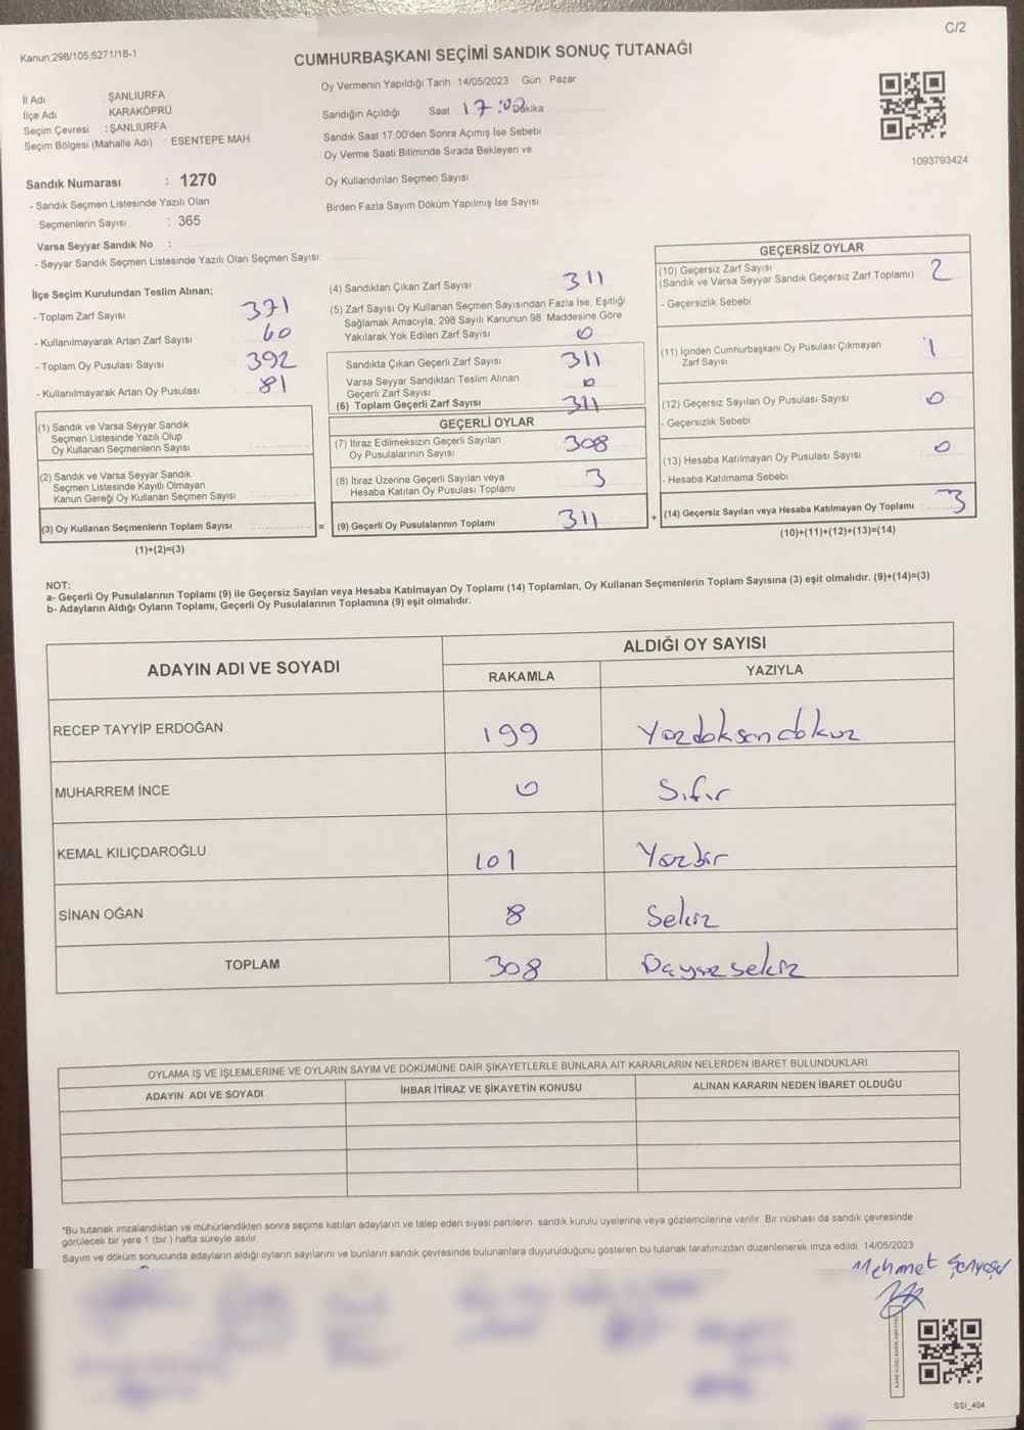 C/2
Kanun:298/105,6271/18-1
CUMHURBAŞKANI SEÇİMİ SANDIK SONUÇ TUTANAĞI
İl Adı ŞANLIURFA
İlçe Adı KARAKÖPRÜ
Seçim Çevresi : ŞANLIURFA
Seçim Bölgesi (Mahalle Adı) ESENTEPE MAH
Oy Vermenin Yapıldığı Tarih 14/05/2023 Gün Pazar
Sandığın Açıldığı Saat 17:00 Dakika
Sandık Saat 17.00'den Sonra Açımış İse Sebebi
Oy Verme Saati Bitiminde Sırada Bekleyen ve
Oy Kullandırılan Seçmen Sayısı
Birden Fazla Sayım Döküm Yapılmış İse Sayısı
1093793424
Sandık Numarası : 1270
- Sandık Seçmen Listesinde Yazılı Olan
Seçmenlerin Sayısı : 365
Varsa Seyyar Sandık No :
- Seyyar Sandık Seçmen Listesinde Yazılı Olan Seçmen Sayısı:
İlçe Seçim Kurulundan Teslim Alınan;
- Toplam Zarf Sayısı 371
- Kullanılmayarak Artan Zarf Sayısı 60
- Toplam Oy Pusulası Sayısı 392
- Kullanılmayarak Artan Oy Pusulası 81
(1) Sandık ve Varsa Seyyar Sandık
Seçmen Listesinde Yazılı Olup
Oy Kullanan Seçmenlerin Sayısı
(2) Sandık ve Varsa Seyyar Sandık
Seçmen Listesinde Kayıtlı Olmayan
Kanun Gereği Oy Kullanan Seçmen Sayısı
(3) Oy Kullanan Seçmenlerin Toplam Sayısı =
(1)+(2)=(3)
(4) Sandıktan Çıkan Zarf Sayısı 311
(5) Zarf Sayısı Oy Kullanan Seçmen Sayısından Fazla İse, Eşitliği
Sağlamak Amacıyla, 298 Sayılı Kanunun 98. Maddesine Göre
Yakılarak Yok Edilen Zarf Sayısı 0
Sandıkta Çıkan Geçerli Zarf Sayısı 311
Varsa Seyyar Sandıktan Teslim Alınan
Geçerli Zarf Sayısı 0
(6) Toplam Geçerli Zarf Sayısı 311
GEÇERLİ OYLAR
(7) İtiraz Edilmeksizin Geçerli Sayılan
Oy Pusulalarının Sayısı 308
(8) İtiraz Üzerine Geçerli Sayılan veya
Hesaba Katılan Oy Pusulası Toplamı 3
(9) Geçerli Oy Pusulalarının Toplamı 311 +
GEÇERSİZ OYLAR
(10) Geçersiz Zarf Sayısı
(Sandık ve Varsa Seyyar Sandık Geçersiz Zarf Toplamı) 2
- Geçersizlik Sebebi
(11) İçinden Cumhurbaşkanı Oy Pusulası Çıkmayan
Zarf Sayısı 1
(12) Geçersiz Sayılan Oy Pusulası Sayısı 0
- Geçersizlik Sebebi
(13) Hesaba Katılmayan Oy Pusulası Sayısı 0
- Hesaba Katılmama Sebebi
(14) Geçersiz Sayılan veya Hesaba Katılmayan Oy Toplamı 3
(10)+(11)+(12)+(13)=(14)
NOT:
a- Geçerli Oy Pusulalarının Toplamı (9) ile Geçersiz Sayılan veya Hesaba Katılmayan Oy Toplamı (14) Toplamları, Oy Kullanan Seçmenlerin Toplam Sayısına (3) eşit olmalıdır. (9)+(14)=(3)
b- Adayların Aldığı Oyların Toplamı, Geçerli Oy Pusulalarının Toplamına (9) eşit olmalıdır.
ADAYIN ADI VE SOYADI ALDIĞI OY SAYISI
RAKAMLA YAZIYLA
RECEP TAYYİP ERDOĞAN 199 Yüzdoksandokuz
MUHARREM İNCE 0 Sıfır
KEMAL KILIÇDAROĞLU 101 Yüzbir
SİNAN OĞAN 8 Sekiz
TOPLAM 308 Üçyüzsekiz
OYLAMA İŞ VE İŞLEMLERİNE VE OYLARIN SAYIM VE DÖKÜMÜNE DAİR ŞİKAYETLERLE BUNLARA AİT KARARLARIN NELERDEN İBARET BULUNDUKLARI
ADAYIN ADI VE SOYADI İHBAR İTİRAZ VE ŞİKAYETİN KONUSU ALINAN KARARIN NEDEN İBARET OLDUĞU
*Bu tutanak imzalandıktan ve mühürlendikten sonra seçime katılan adayların ve talep eden siyasi partilerin, sandık kurulu üyelerine veya gözlemcilerine verilir. Bir nüshası da sandık çevresinde
görülecek bir yere 1 (bir ) hafta süreyle asılır.
Sayım ve döküm sonucunda adayların aldığı oyların sayılarını ve bunların sandık çevresinde bulunanlara duyurulduğunu gösteren bu tutanak tarafımızdan düzenlenerek imza edildi. 14/05/2023
Mehmet
SSI_404